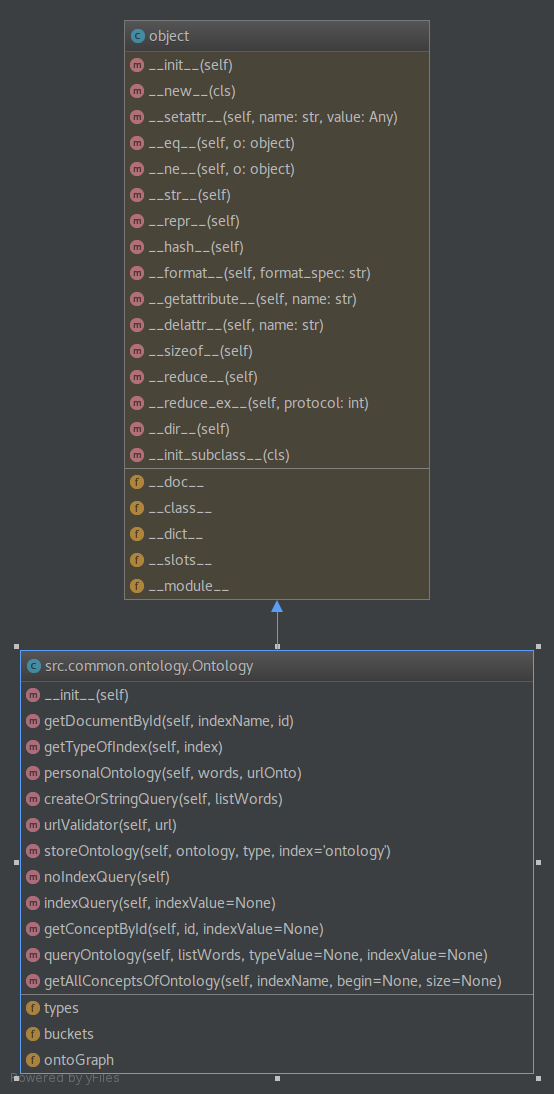 object
__init__(self)
__new__(cls)
__setattr__(self, name: str, value: Any)
__eq__(self, o: object)
__ne__(self, o: object)
__str__(self)
__repr__(self)
__hash__(self)
__format__(self, format_spec: str)
__getattribute__(self, name: str)
__delattr__(self, name: str)
__sizeof__(self)
__reduce__(self)
__reduce_ex__(self, protocol: int)
__dir__(self)
__init_subclass__(cls)
__doc__
__class__
__dict__
__slots__
__module__
src.common.ontology.Ontology
__init__(self)
getDocumentById(self, indexName, id)
getTypeOfIndex(self, index)
personalOntology(self, words, urlOnto)
createOrStringQuery(self, listWords)
urlValidator(self, url)
storeOntology(self, ontology, type, index='ontology')
noIndexQuery(self)
indexQuery(self, indexValue=None)
getConceptById(self, id, indexValue=None)
queryOntology(self, listWords, typeValue=None, indexValue=None)
getAllConceptsOfOntology(self, indexName, begin=None, size=None)
types
buckets
ontoGraph
Powered by yFiles